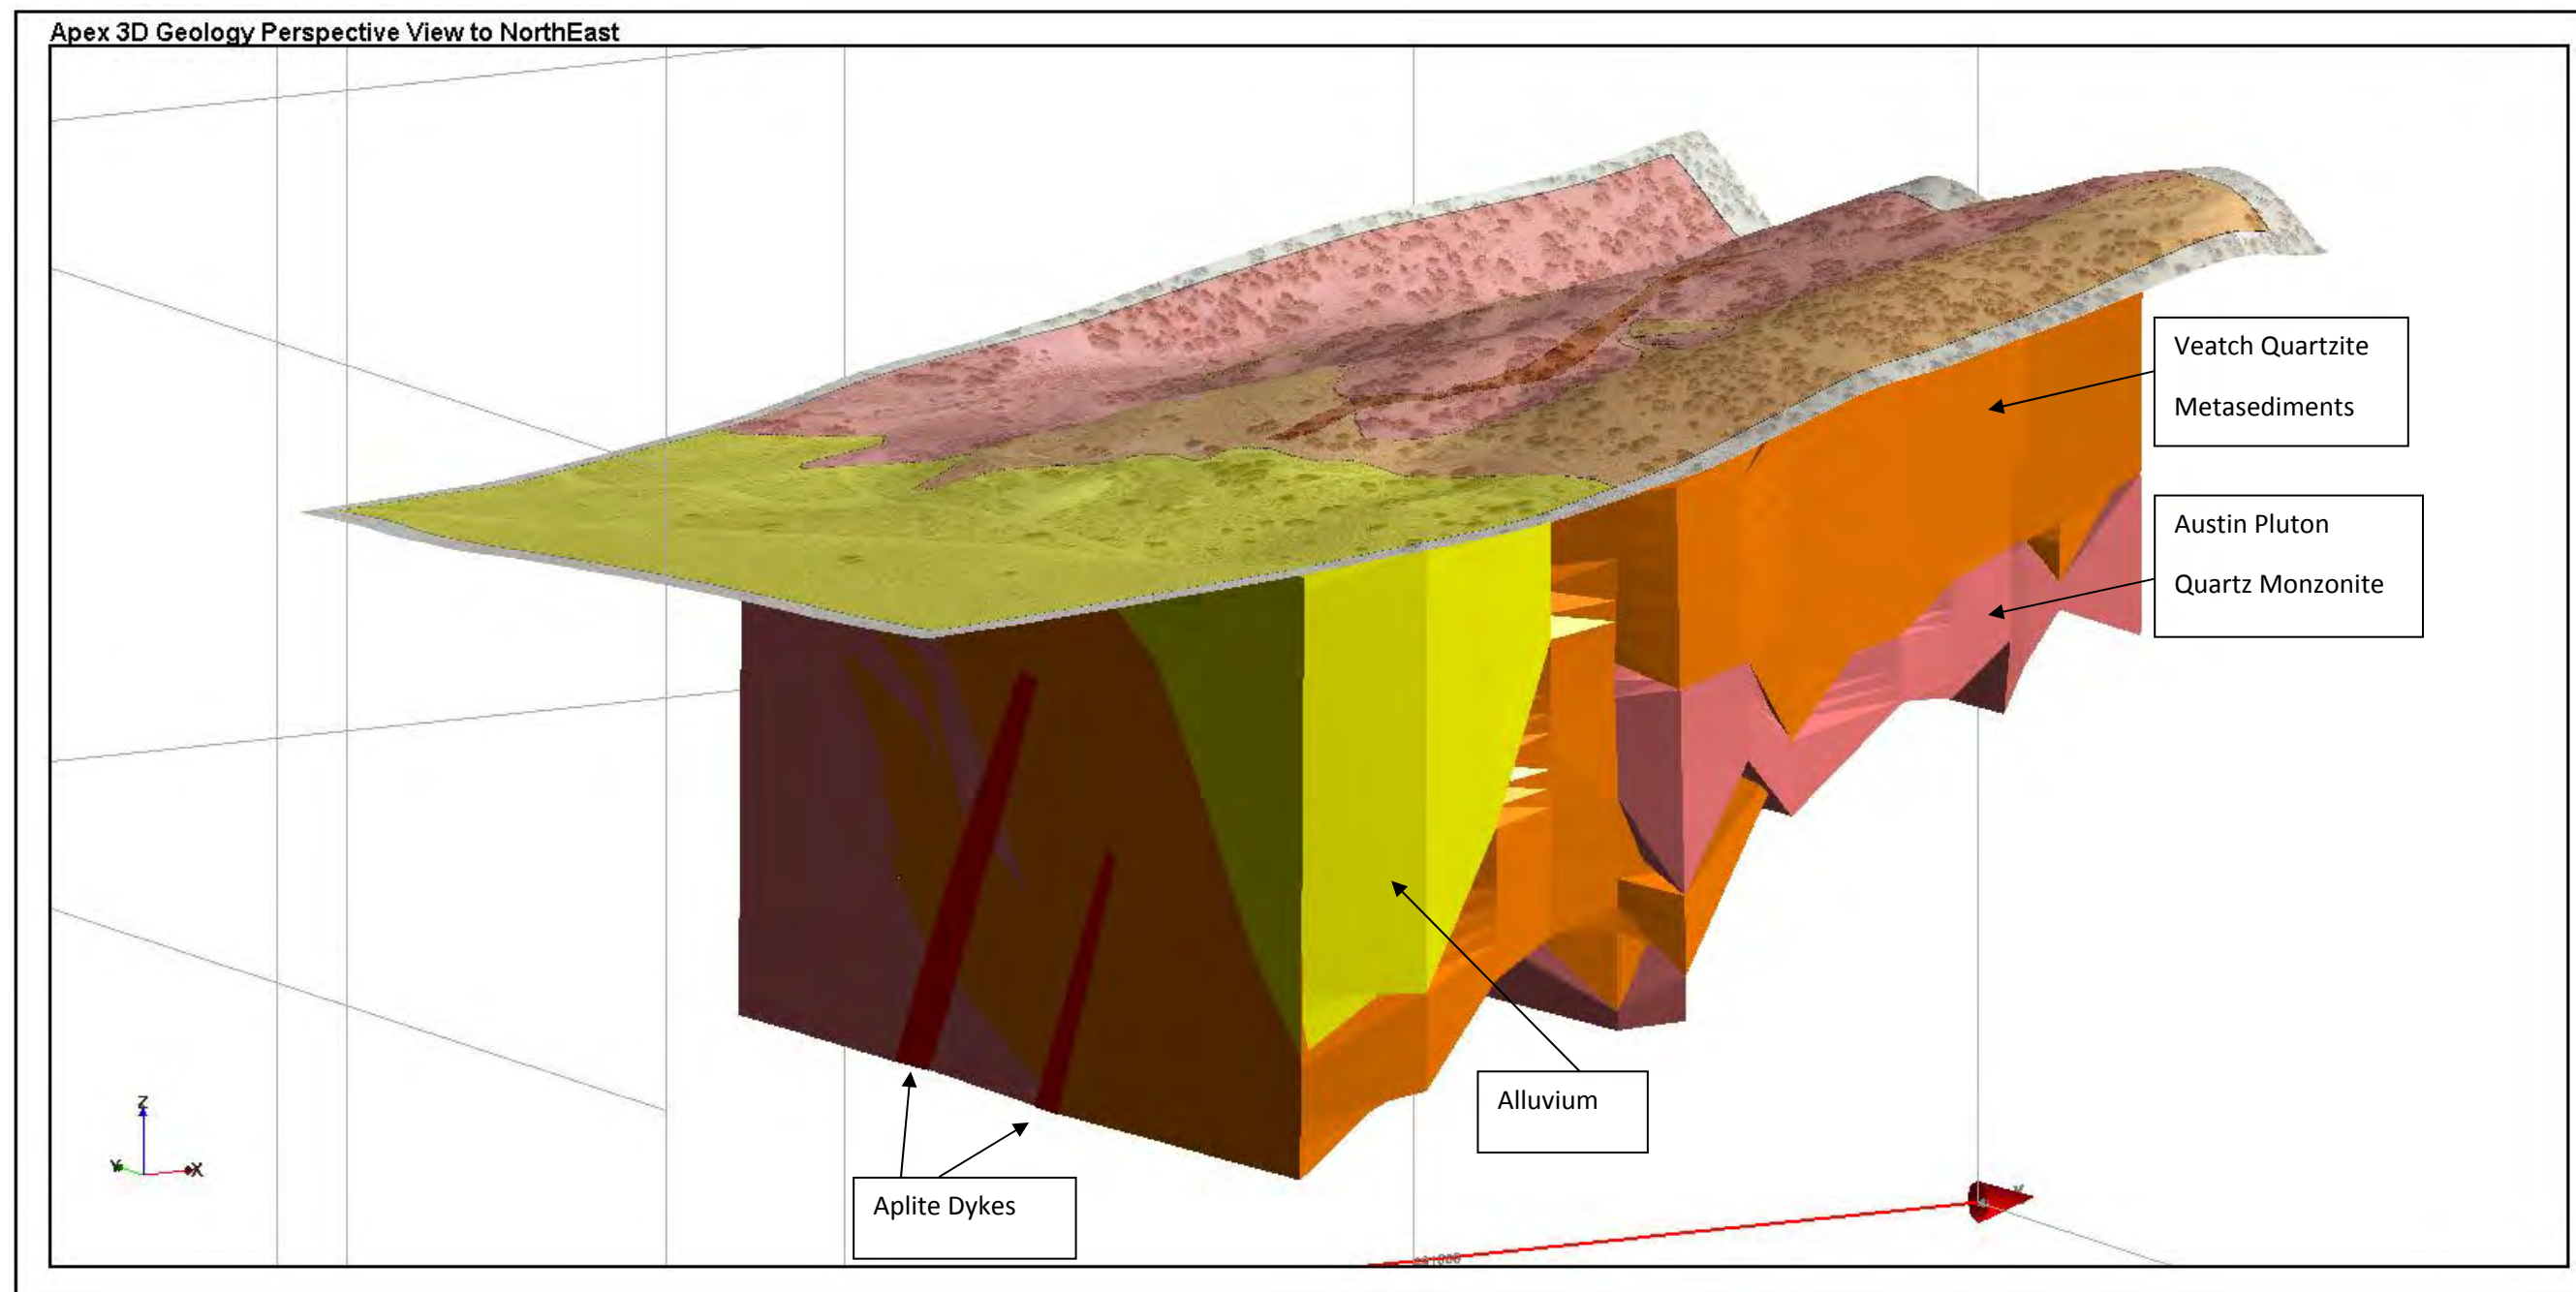 Apex 3D Geology Perspective View to NorthEast
Veatch Quartzite
Metasediments
Austin Pluton
Quartz Monzonite
Alluvium
Aplite Dykes
Z
Y
X